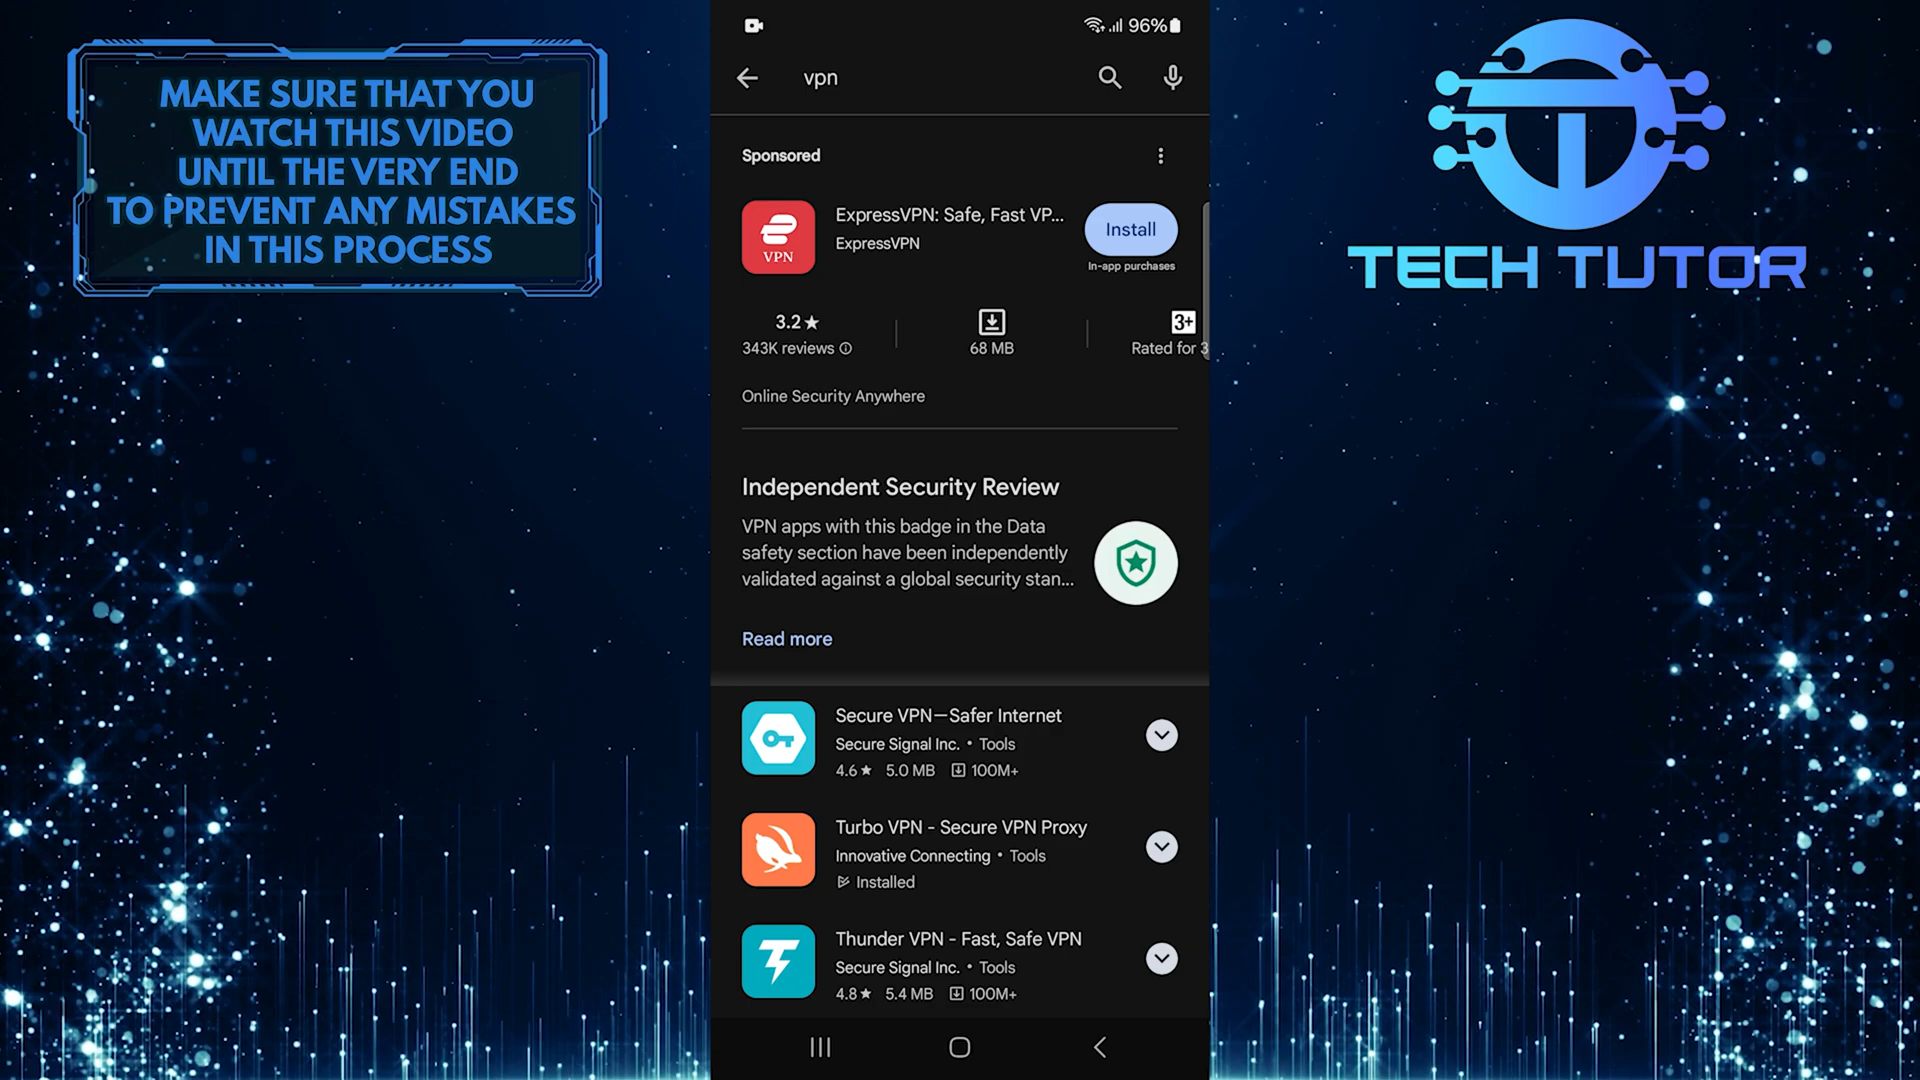 MAKE SURE THAT YOU
WATCH THIS VIDEO
UNTIL THE VERY END
TO PREVENT ANY MISTAKES
IN THIS PROCESS
96%
vpn
Sponsored
ExpressVPN: Safe, Fast VP...
ExpressVPN
VPN
Install
In-app purchases
3.2★
343K reviews
68 MB
3+
Rated for 3
Online Security Anywhere
Independent Security Review
VPN apps with this badge in the Data
safety section have been independently
validated against a global security stan...
Read more
Secure VPN—Safer Internet
Secure Signal Inc. • Tools
4.6★ 5.0 MB 100M+
Turbo VPN - Secure VPN Proxy
Innovative Connecting • Tools
Installed
Thunder VPN - Fast, Safe VPN
Secure Signal Inc. • Tools
4.8★ 5.4 MB 100M+
TECH TUTOR